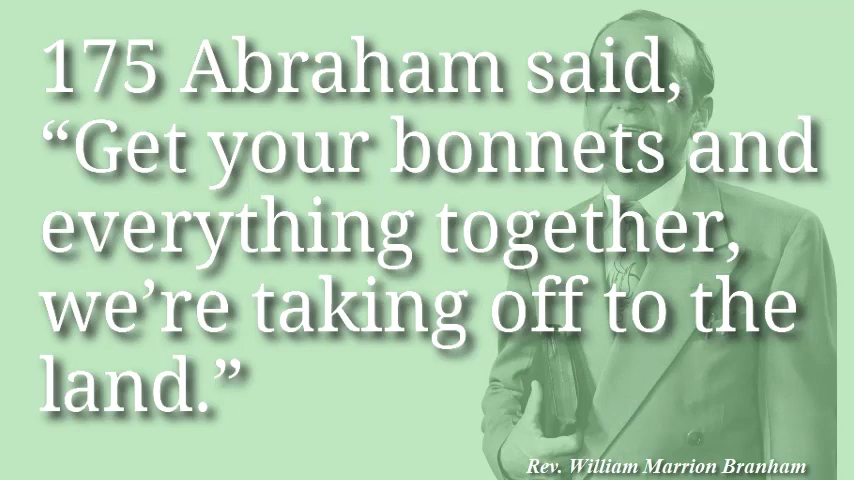 175 Abraham said,
“Get your bonnets and
everything together,
we’re taking off to the
land.”
Rev. William Marrion Branham